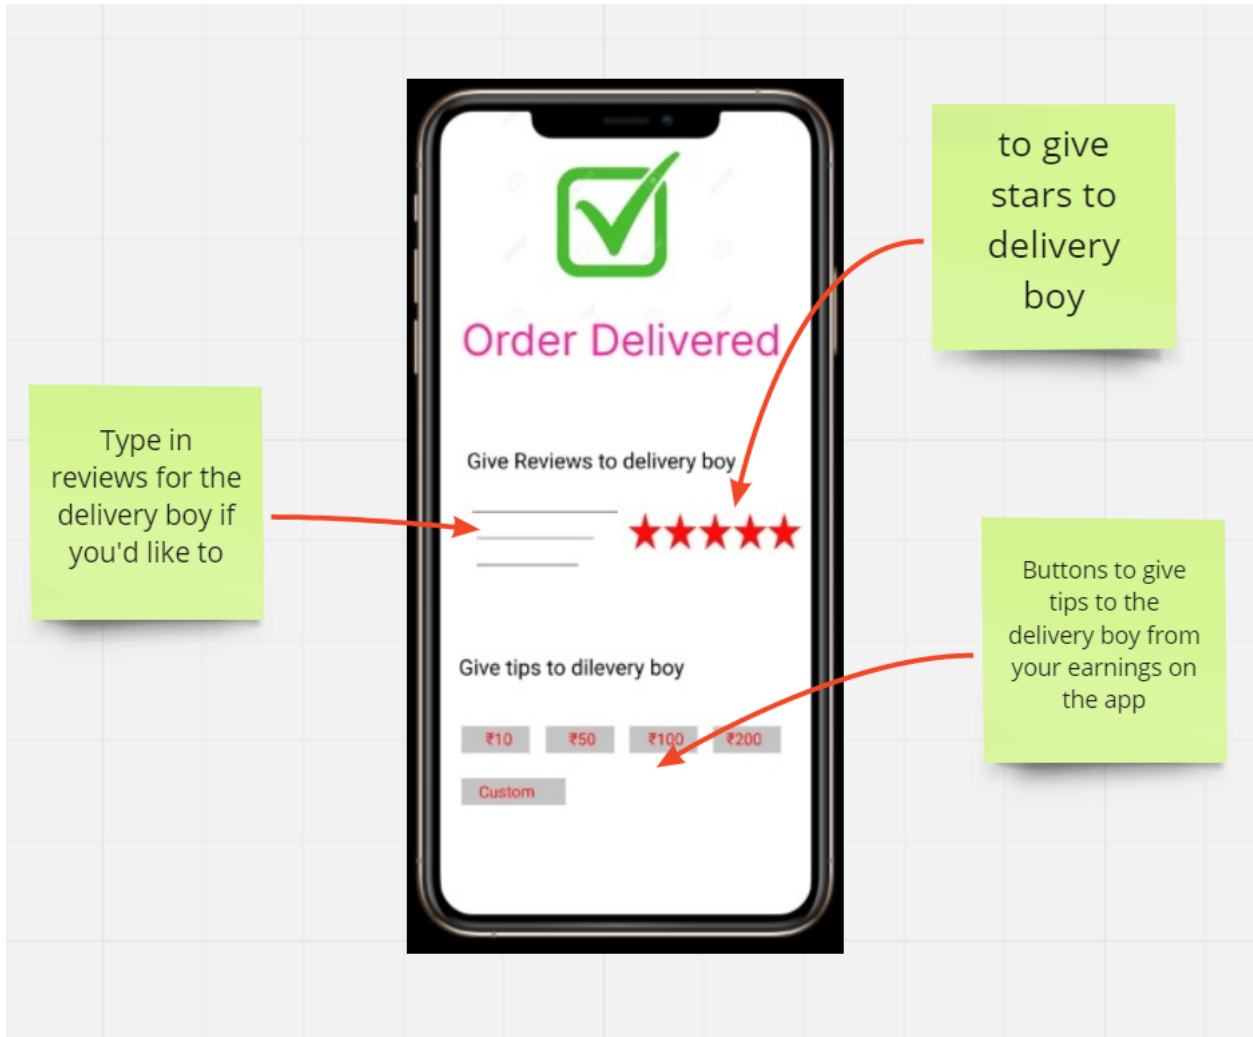 to give
stars to
delivery
boy
Order Delivered
Type in
reviews for the
delivery boy if
you'd like to
Give Reviews to delivery boy
Buttons to give
tips to the
delivery boy from
your earnings on
the app
Give tips to dilevery boy
₹10 ₹50 ₹100 ₹200
Custom